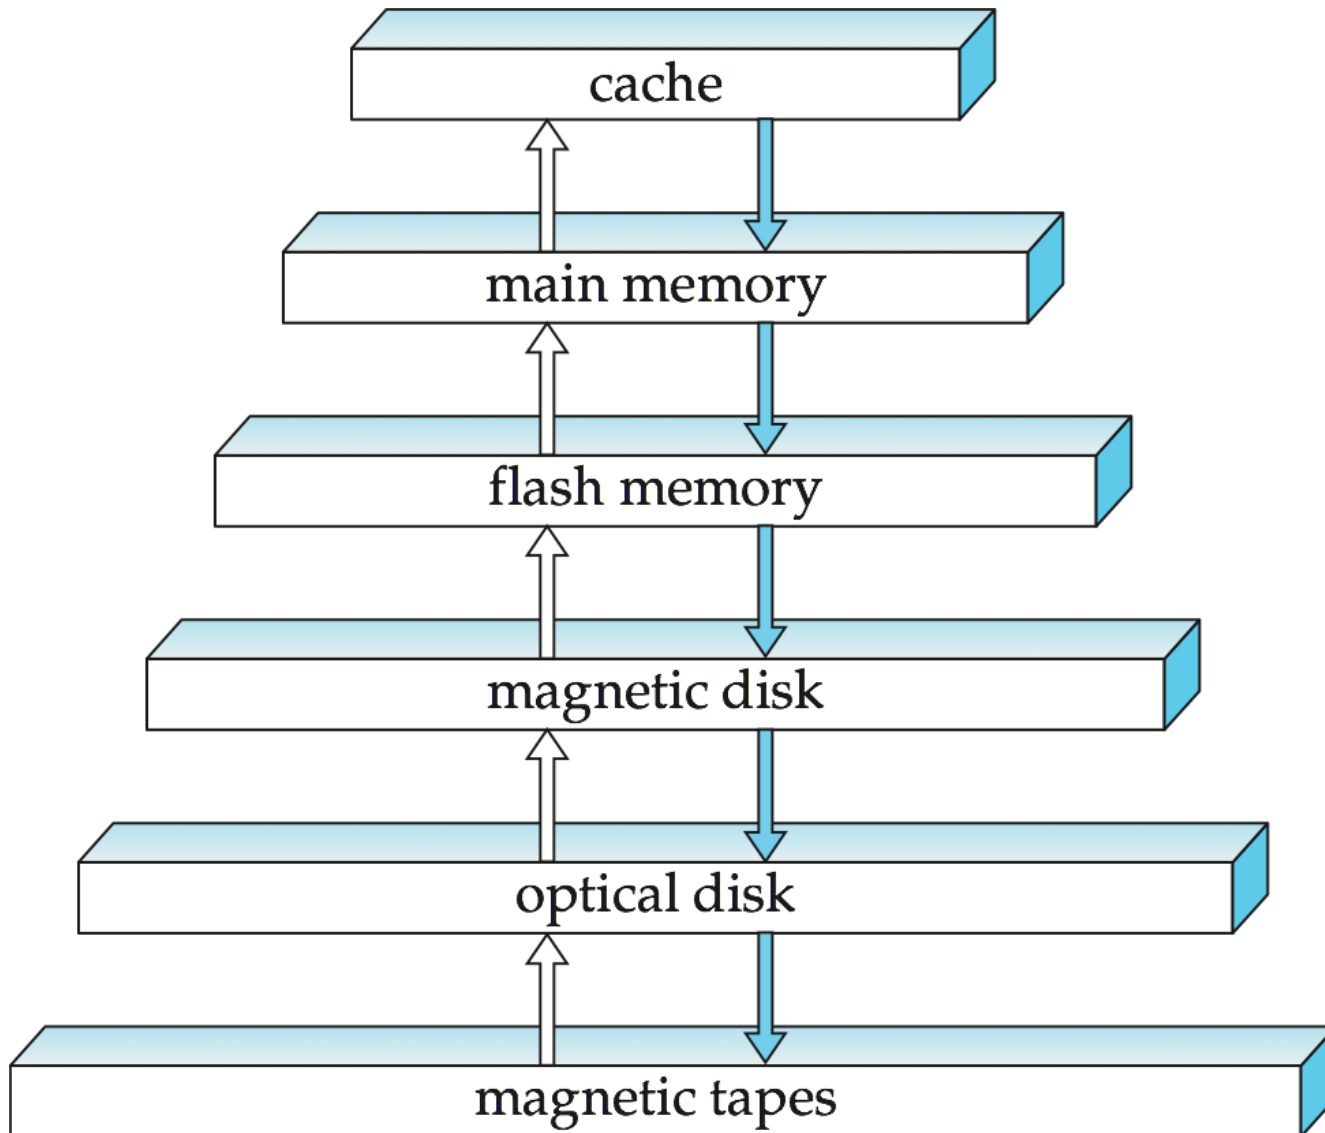 cache
main memory
flash memory
magnetic disk
optical disk
magnetic tapes